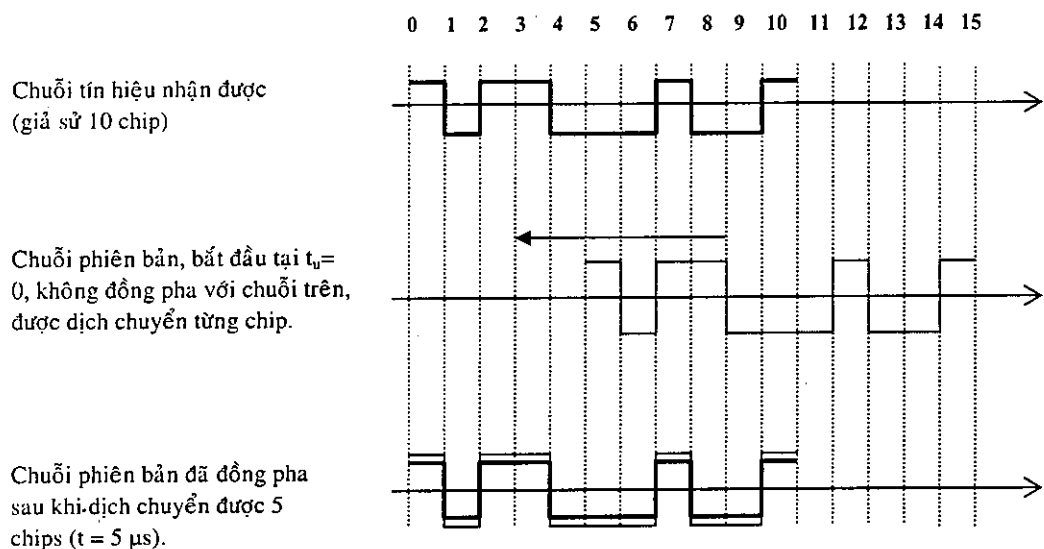 0 1 2 3 4 5 6 7 8 9 10 11 12 13 14 15
Chuỗi tín hiệu nhận được
(giả sử 10 chip)
Chuỗi phiên bản, bắt đầu tại tᵤ=
0, không đồng pha với chuỗi trên,
được dịch chuyển từng chip.
Chuỗi phiên bản đã đồng pha
sau khi dịch chuyển được 5
chips (t = 5 μs).